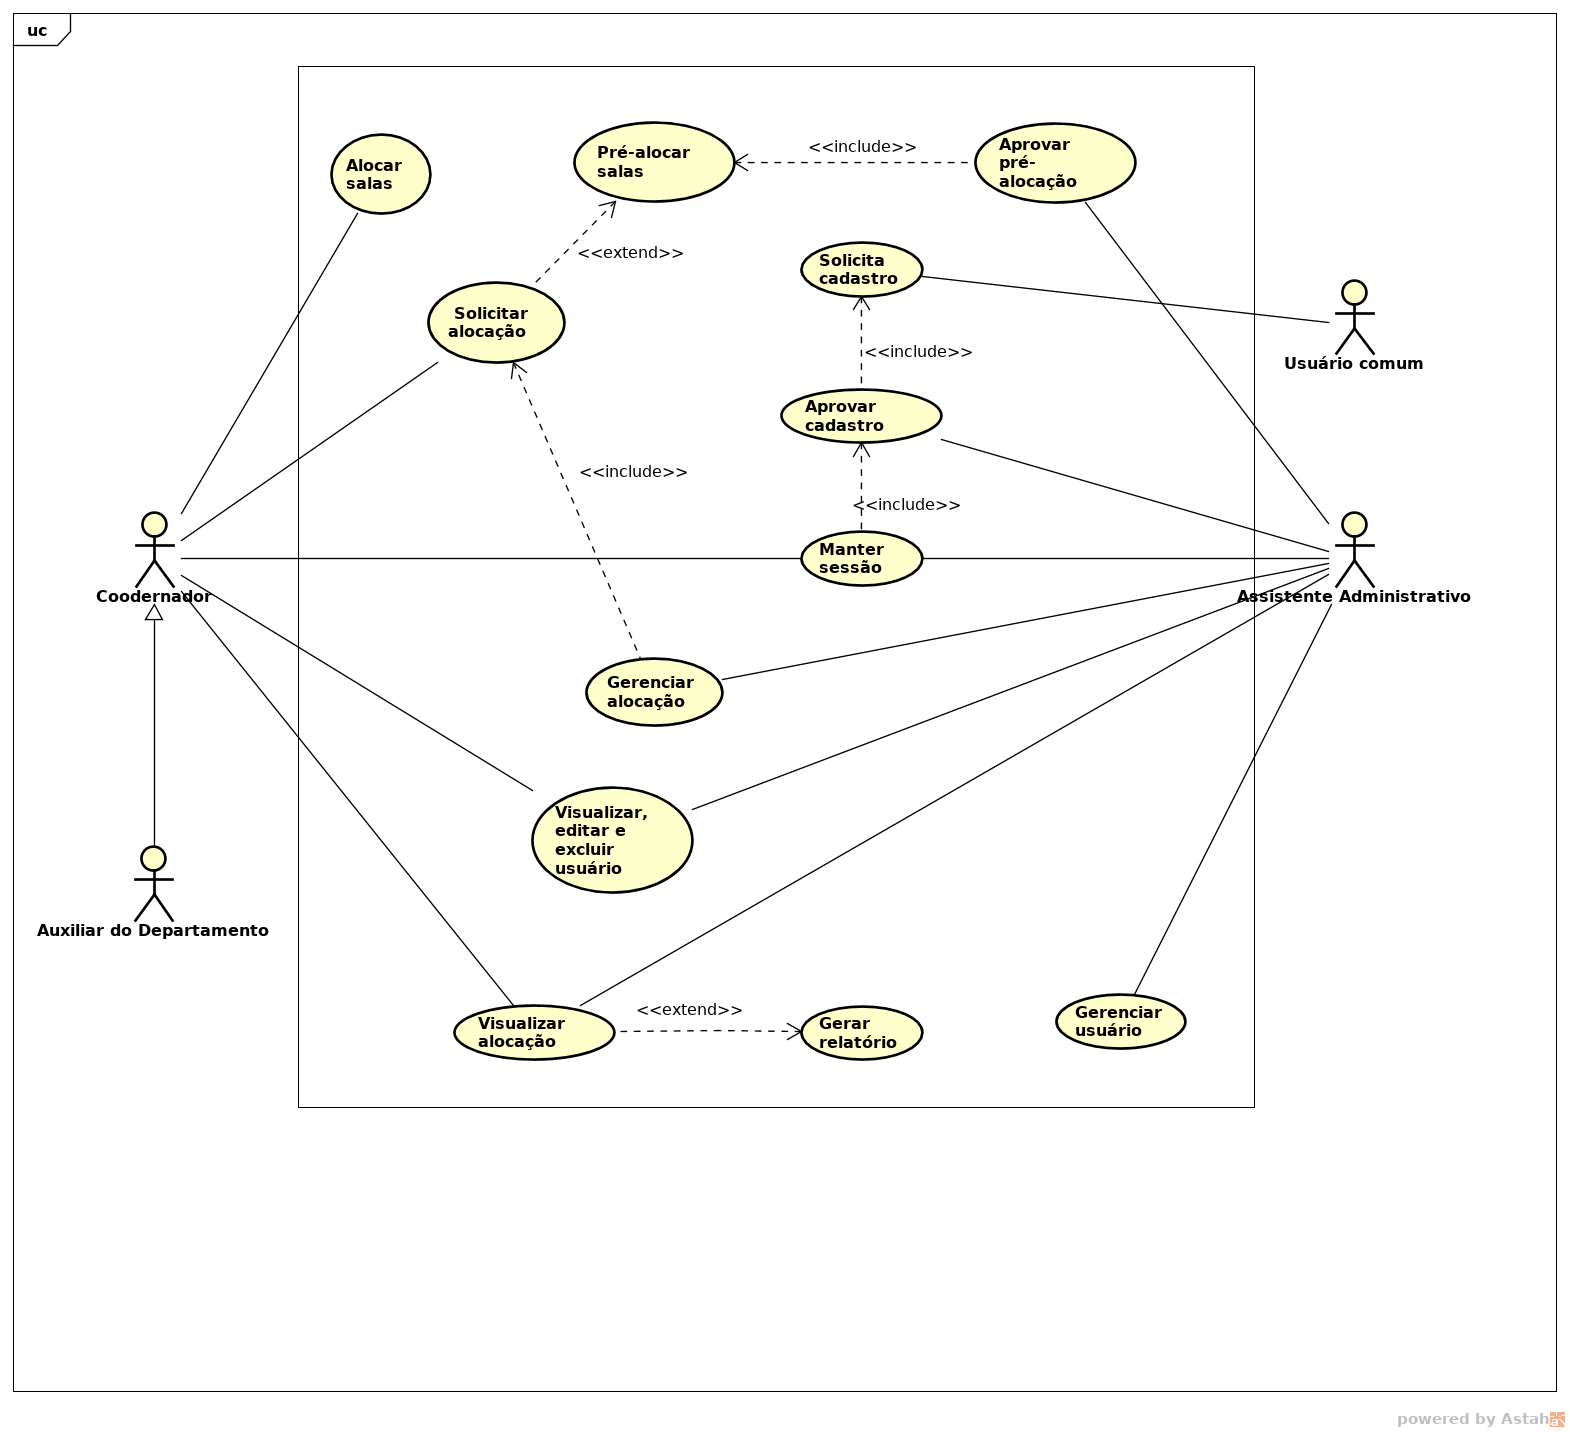 uc
Alocar
salas
Pré-alocar
salas
<<include>>
Aprovar
pré-
alocação
<<extend>>
Solicita
cadastro
Solicitar
alocação
<<include>>
Usuário comum
Aprovar
cadastro
<<include>>
<<include>>
Manter
sessão
Coodernador
Assistente Administrativo
Gerenciar
alocação
Visualizar,
editar e
excluir
usuário
Auxiliar do Departamento
Visualizar
alocação
<<extend>>
Gerar
relatório
Gerenciar
usuário
powered by Astah